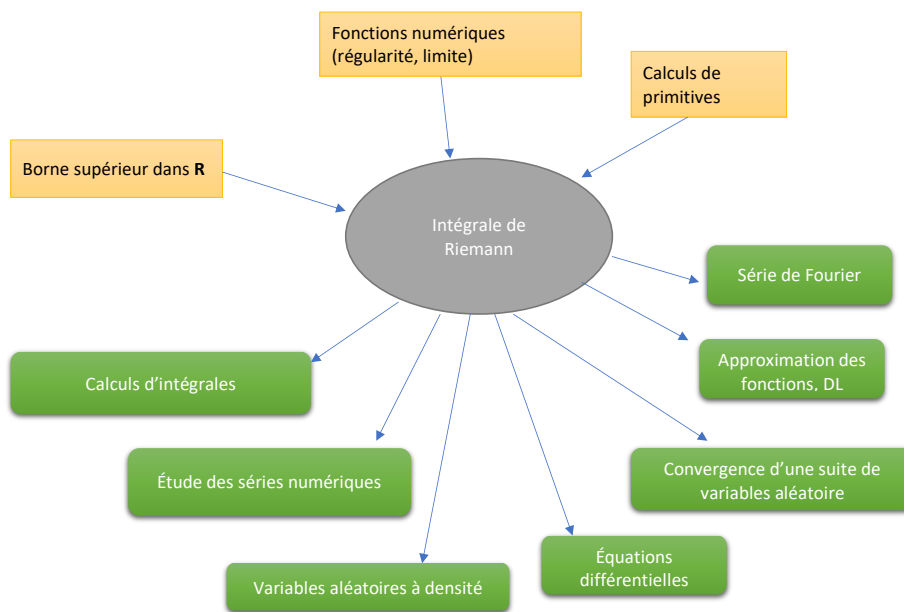 Fonctions numériques
(régularité, limite)
Calculs de
primitives
Borne supérieur dans R
Intégrale de
Riemann
Série de Fourier
Approximation des
fonctions, DL
Calculs d’intégrales
Convergence d’une suite de
variables aléatoire
Étude des séries numériques
Équations
différentielles
Variables aléatoires à densité